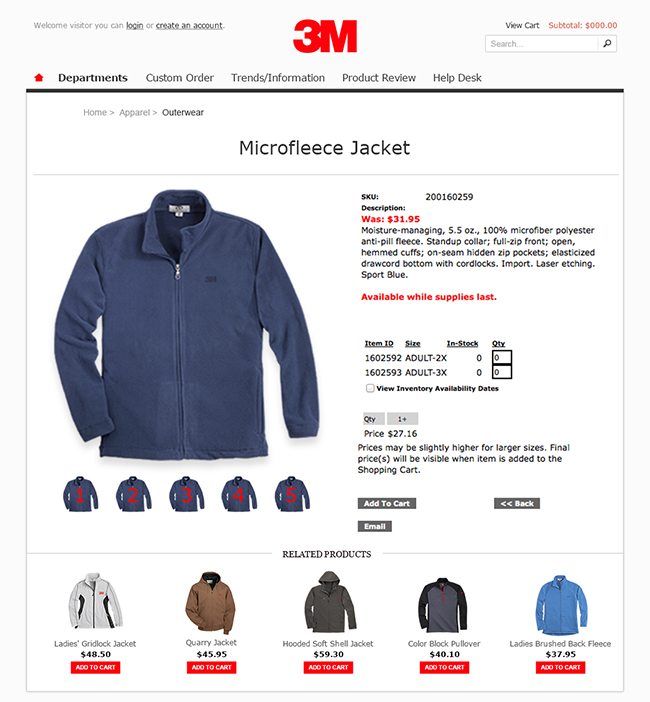 Welcome visitor you can login or create an account.
3M
View Cart Subtotal: $000.00
Search...
Departments Custom Order Trends/Information Product Review Help Desk
Home > Apparel > Outerwear
Microfleece Jacket
3M
SKU: 200160259
Description:
Was: $31.95
Moisture-managing, 5.5 oz., 100% microfiber polyester
anti-pill fleece. Standup collar; full-zip front; open,
hemmed cuffs; on-seam hidden zip pockets; elasticized
drawcord bottom with cordlocks. Import. Laser etching.
Sport Blue.
Available while supplies last.
Item ID Size In-Stock Qty
1602592 ADULT-2X 0 0
1602593 ADULT-3X 0 0
View Inventory Availability Dates
Qty 1+
Price $27.16
Prices may be slightly higher for larger sizes. Final
price(s) will be visible when item is added to the
Shopping Cart.
1 2 3 4 5
Add To Cart << Back
Email
RELATED PRODUCTS
Ladies' Gridlock Jacket Quarry Jacket Hooded Soft Shell Jacket Color Block Pullover Ladies Brushed Back Fleece
$48.50 $45.95 $59.30 $40.10 $37.95
ADD TO CART ADD TO CART ADD TO CART ADD TO CART ADD TO CART